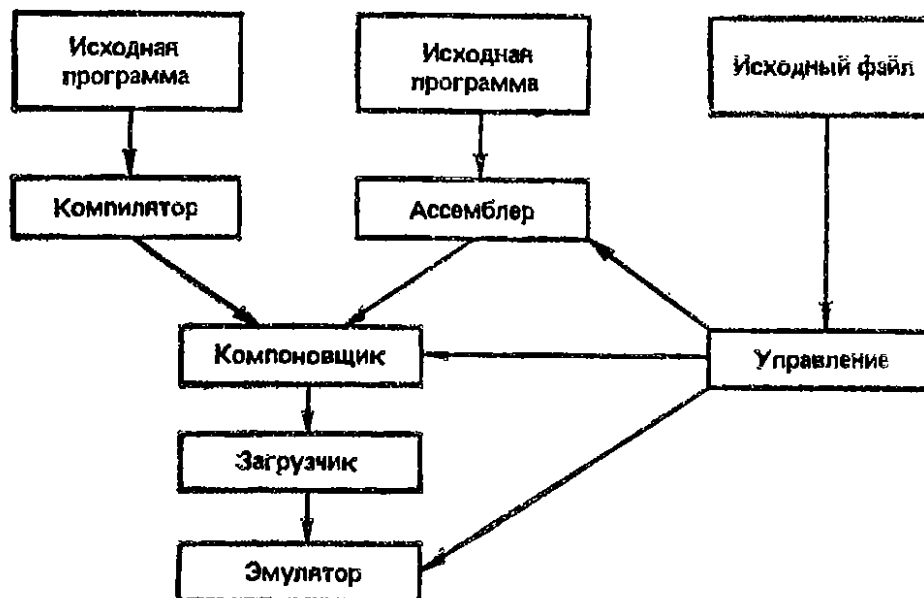 Исходная
программа
Исходная
программа
Исходный файл
Компилятор
Ассемблер
Компоновщик
Управление
Загрузчик
Эмулятор